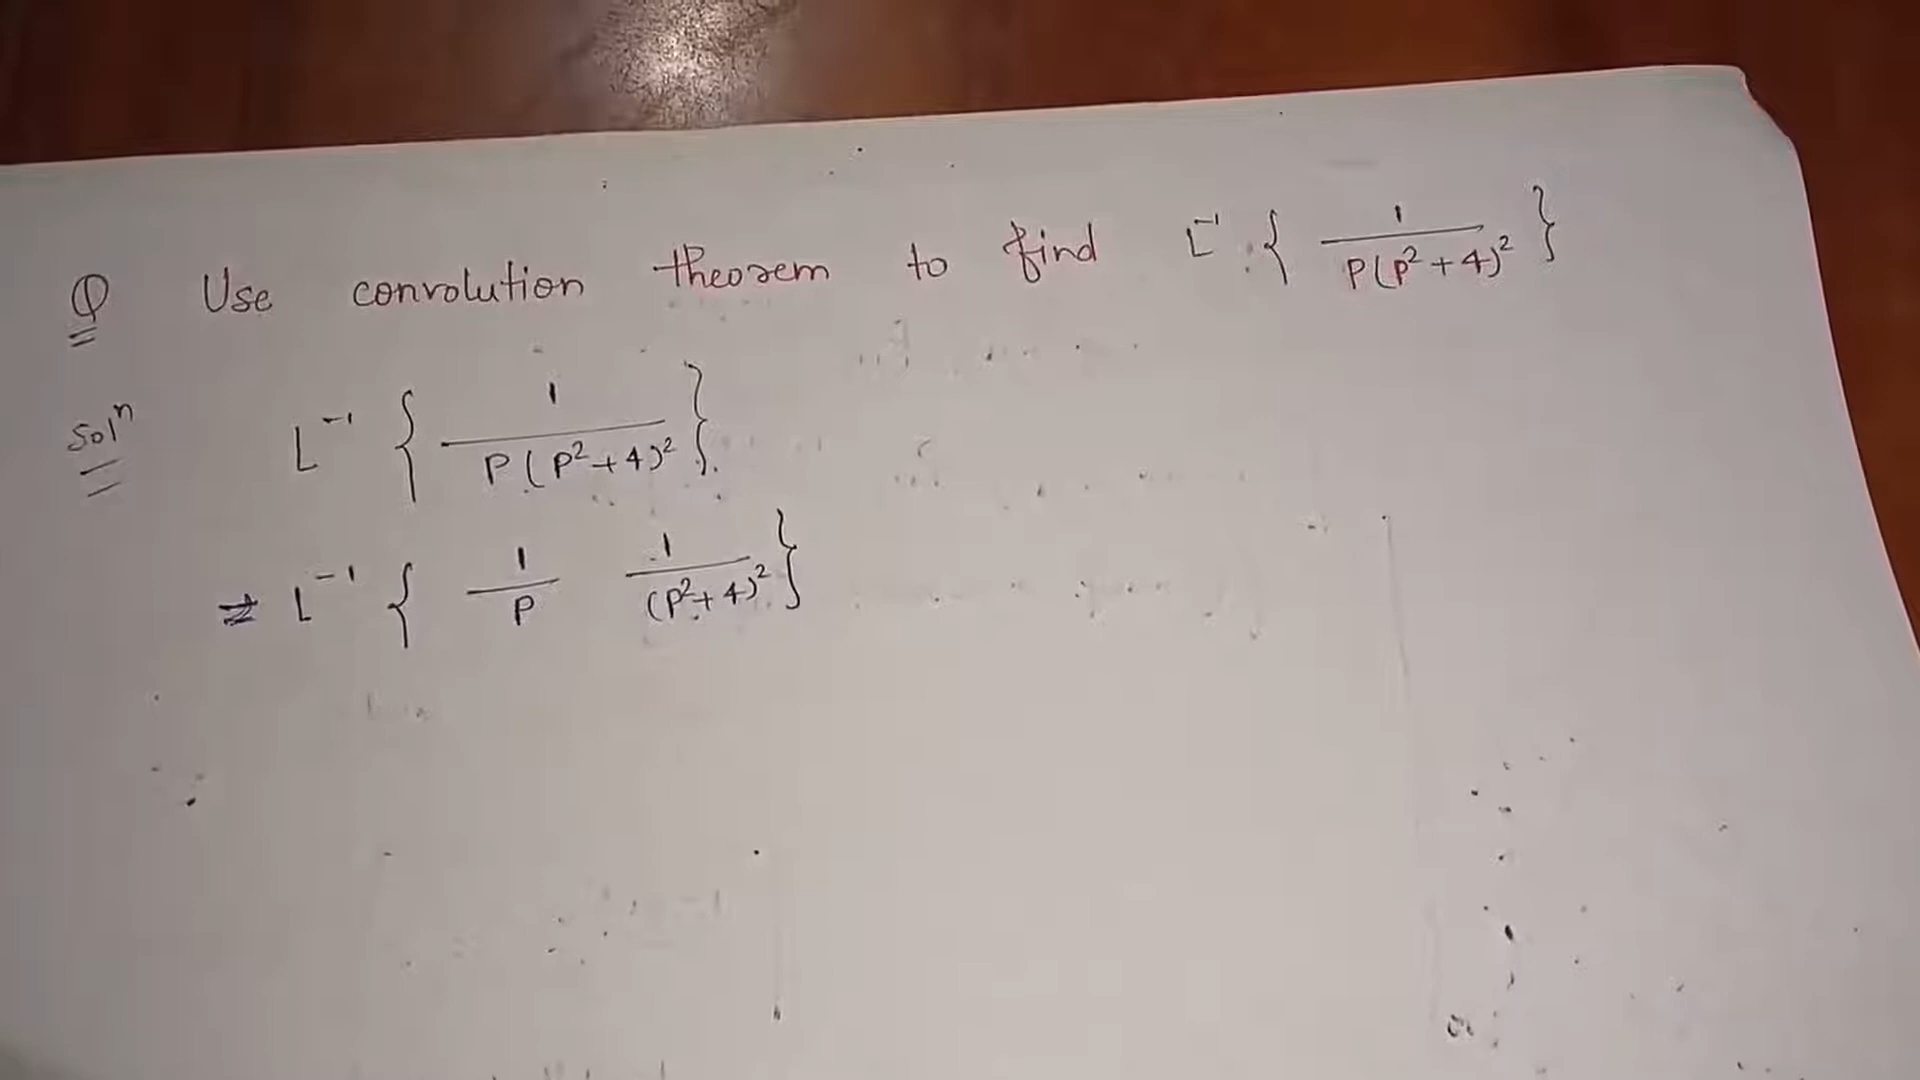 Q Use convolution theorem to find L⁻¹ { 1 / P(P²+4)² }
Solⁿ L⁻¹ { 1 / P(P²+4)² }
= L⁻¹ { 1/P 1/(P²+4)² }